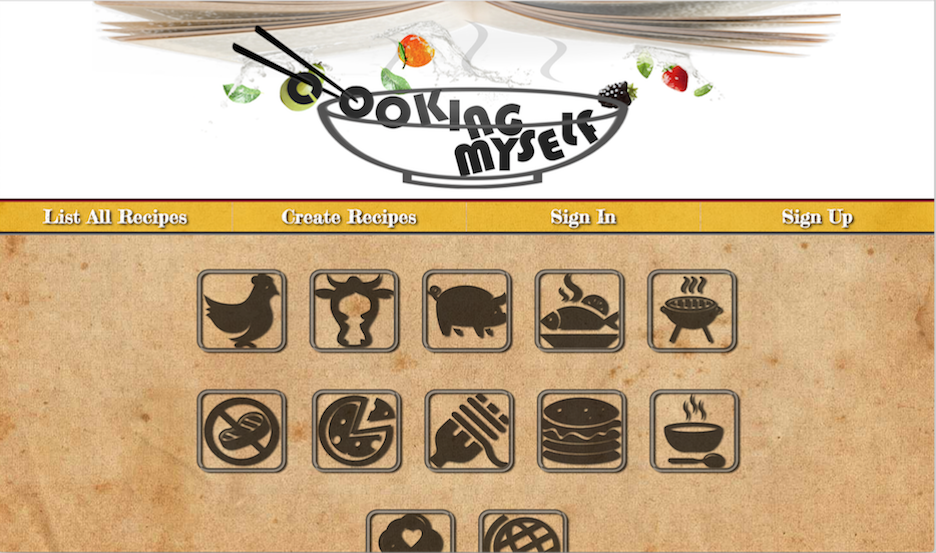 COOKING
MYSELF
List All Recipes
Create Recipes
Sign In
Sign Up